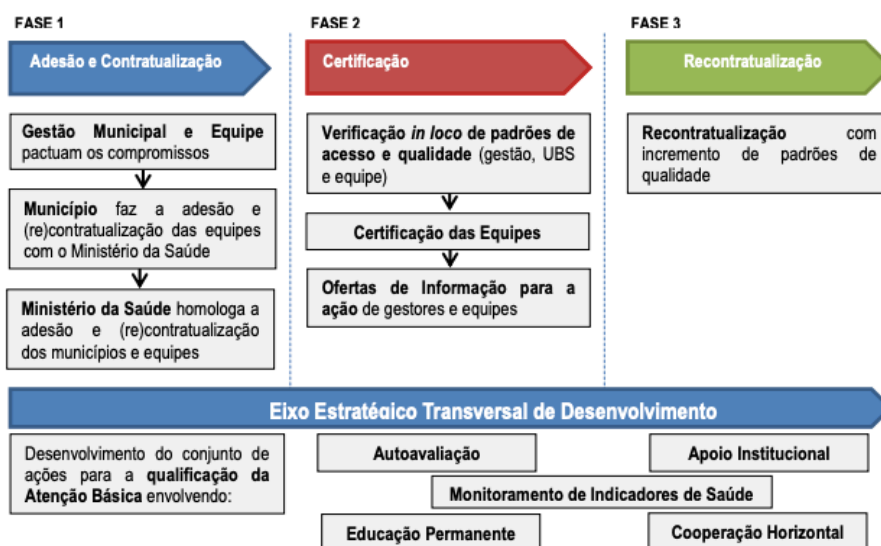 FASE 1
Adesão e Contratualização
Gestão Municipal e Equipe
pactuam os compromissos
Município faz a adesão e
(re)contratualização das equipes
com o Ministério da Saúde
Ministério da Saúde homologa a
adesão e (re)contratualização
dos municípios e equipes
FASE 2
Certificação
Verificação in loco de padrões de
acesso e qualidade (gestão, UBS
e equipe)
Certificação das Equipes
Ofertas de Informação para a
ação de gestores e equipes
FASE 3
Recontratualização
Recontratualização com
incremento de padrões de
qualidade
Eixo Estratégico Transversal de Desenvolvimento
Desenvolvimento do conjunto de
ações para a qualificação da
Atenção Básica envolvendo:
Autoavaliação
Apoio Institucional
Monitoramento de Indicadores de Saúde
Educação Permanente
Cooperação Horizontal